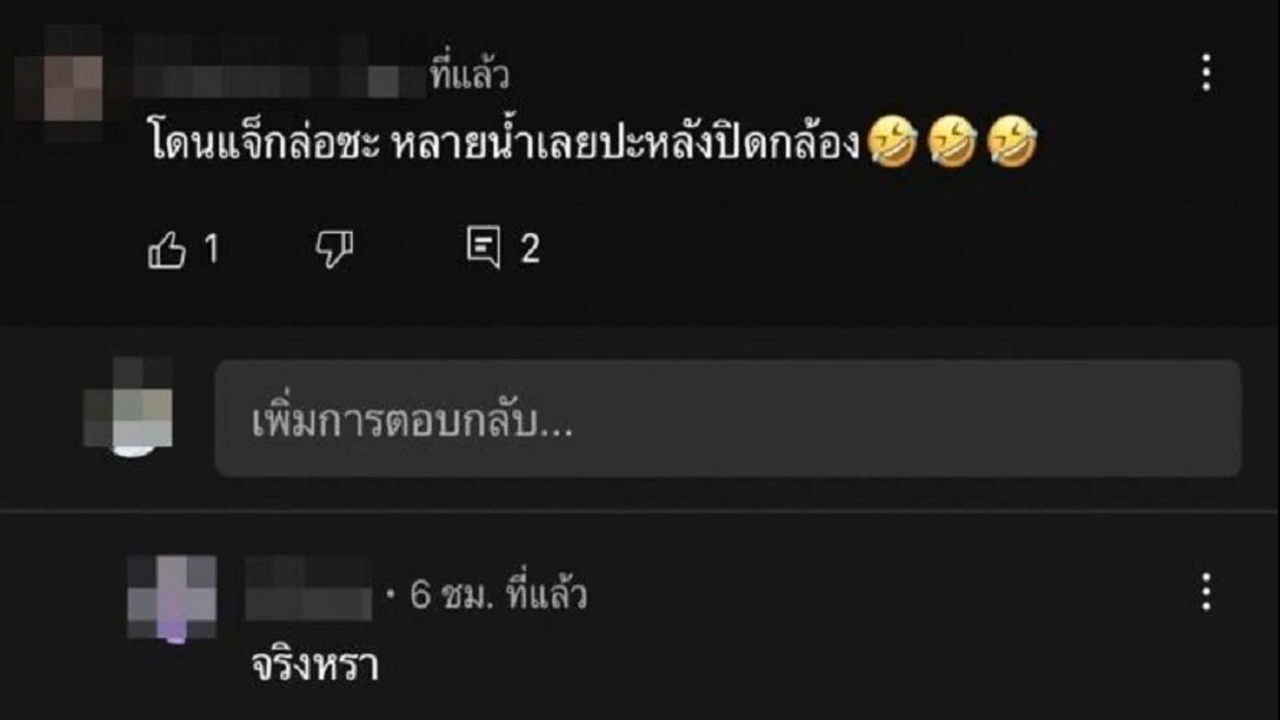 ที่แล้ว
โดนแจ็กล่อซะ หลายน้ำเลยปะหลังปิดกล้อง🤣🤣🤣
1 2
เพิ่มการตอบกลับ...
· 6 ชม. ที่แล้ว
จริงหรา